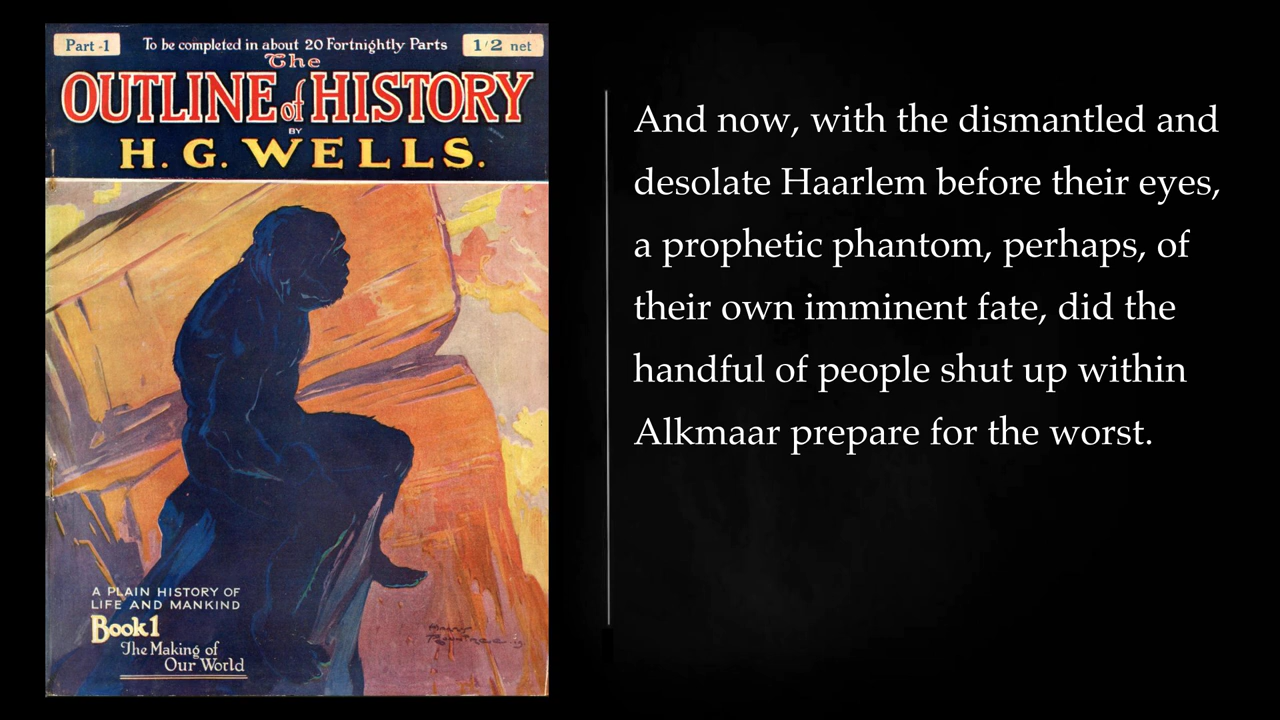 Part -1
To be completed in about 20 Fortnightly Parts
1/2 net
The
OUTLINE of HISTORY
BY
H. G. WELLS.
A PLAIN HISTORY OF
LIFE AND MANKIND
Book 1
The Making of
Our World
And now, with the dismantled and
desolate Haarlem before their eyes,
a prophetic phantom, perhaps, of
their own imminent fate, did the
handful of people shut up within
Alkmaar prepare for the worst.